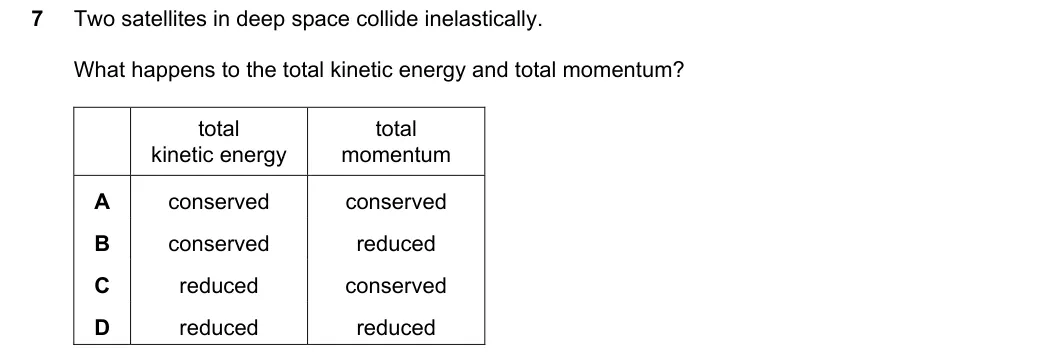 7 Two satellites in deep space collide inelastically.
What happens to the total kinetic energy and total momentum?
total total
kinetic energy momentum
A conserved conserved
B conserved reduced
C reduced conserved
D reduced reduced